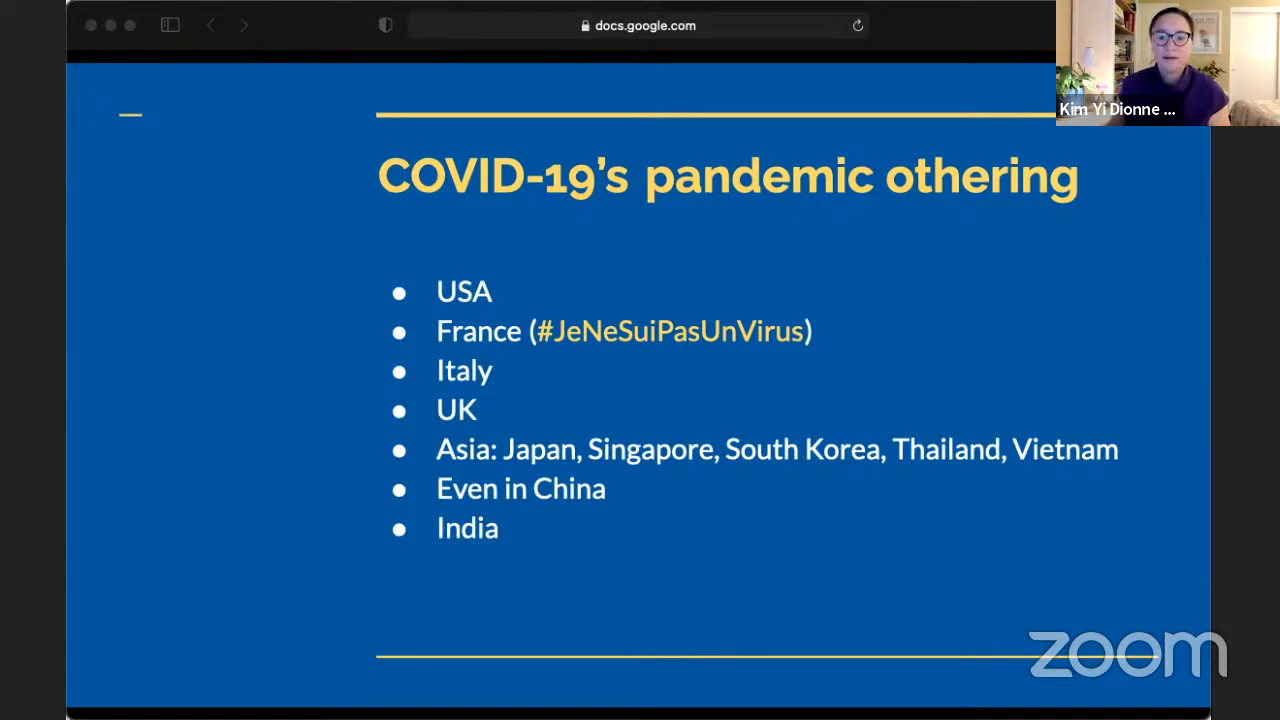 docs.google.com
Kim Yi Dionne ...
COVID-19’s pandemic othering
USA
France (#JeNeSuiPasUnVirus)
Italy
UK
Asia: Japan, Singapore, South Korea, Thailand, Vietnam
Even in China
India
zoom